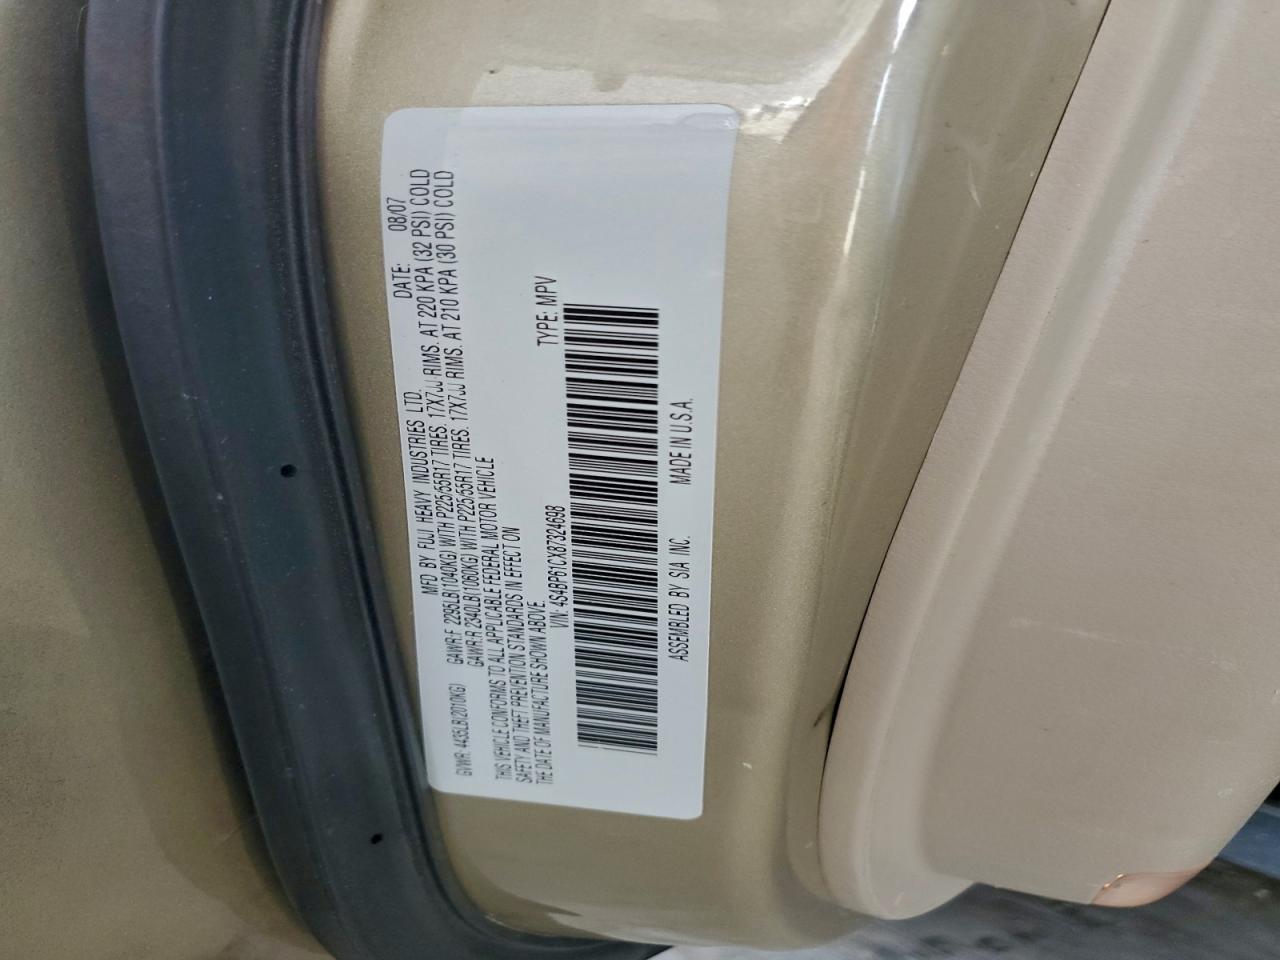 MFD BY FUJI HEAVY INDUSTRIES LTD. DATE: 08/07
GVWR: 4435LB(2010KG) GAWR:F 2295LB(1040KG) WITH P225/55R17 TIRES. 17X7JJ RIMS. AT 220 KPA (32 PSI) COLD
GAWR:R 2340LB(1060KG) WITH P225/55R17 TIRES. 17X7JJ RIMS. AT 210 KPA (30 PSI) COLD
THIS VEHICLE CONFORMS TO ALL APPLICABLE FEDERAL MOTOR VEHICLE
SAFETY AND THEFT PREVENTION STANDARDS IN EFFECT ON
THE DATE OF MANUFACTURE SHOWN ABOVE.
VIN: 4S4BP61CX87324698 TYPE: MPV
ASSEMBLED BY SIA INC. MADE IN U.S.A.